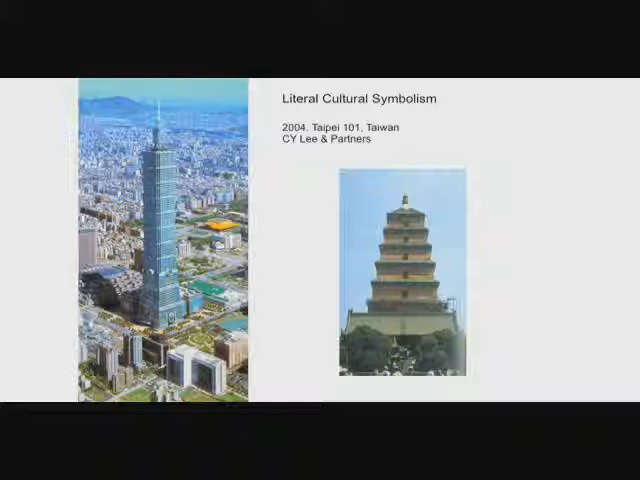 Literal Cultural Symbolism
2004. Taipei 101, Taiwan
CY Lee & Partners